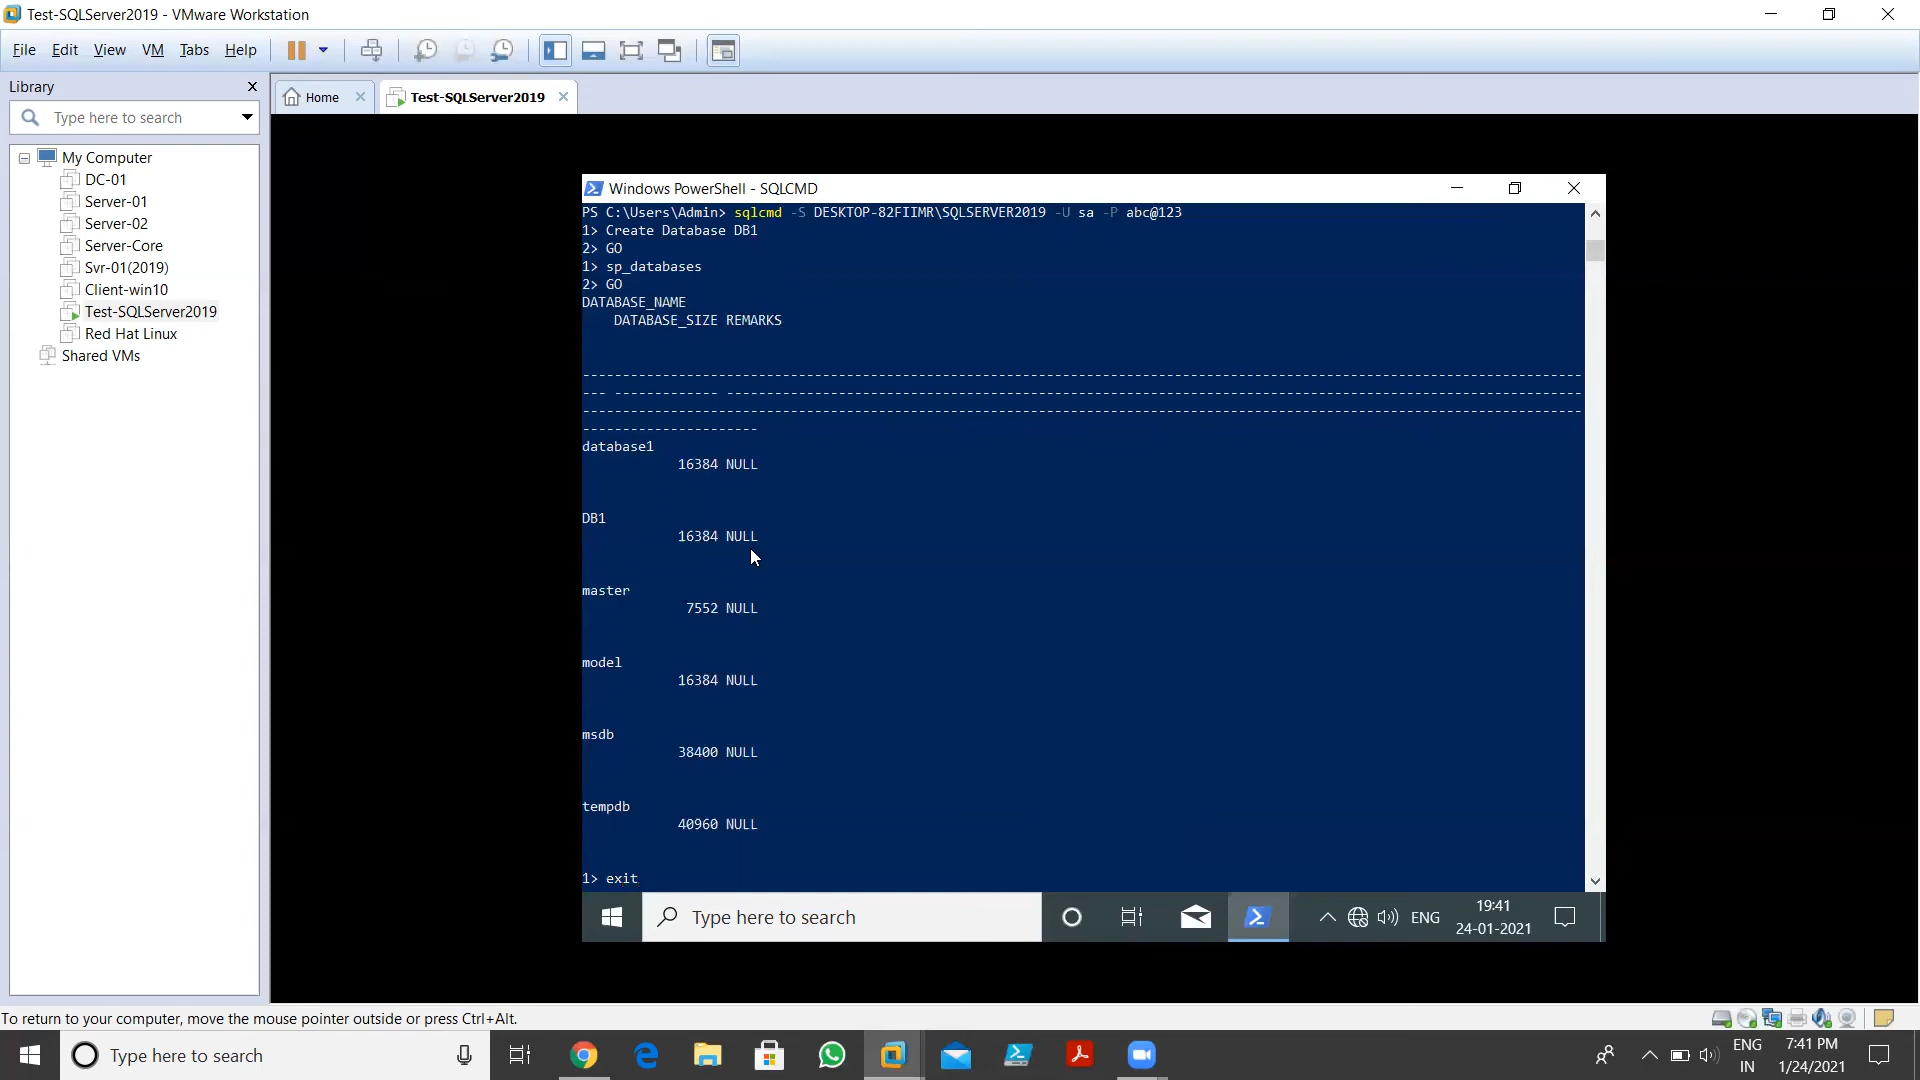 Test-SQLServer2019 - VMware Workstation
File Edit View VM Tabs Help
Library
Type here to search
My Computer
DC-01
Server-01
Server-02
Server-Core
Svr-01(2019)
Client-win10
Test-SQLServer2019
Red Hat Linux
Shared VMs
Home
Test-SQLServer2019
Windows PowerShell - SQLCMD
PS C:\Users\Admin> sqlcmd -S DESKTOP-82FIIMR\SQLSERVER2019 -U sa -P abc@123
1> Create Database DB1
2> GO
1> sp_databases
2> GO
DATABASE_NAME
DATABASE_SIZE REMARKS
database1
16384 NULL
DB1
16384 NULL
master
7552 NULL
model
16384 NULL
msdb
38400 NULL
tempdb
40960 NULL
1> exit
Type here to search
ENG
19:41
24-01-2021
To return to your computer, move the mouse pointer outside or press Ctrl+Alt.
Type here to search
ENG
IN
7:41 PM
1/24/2021